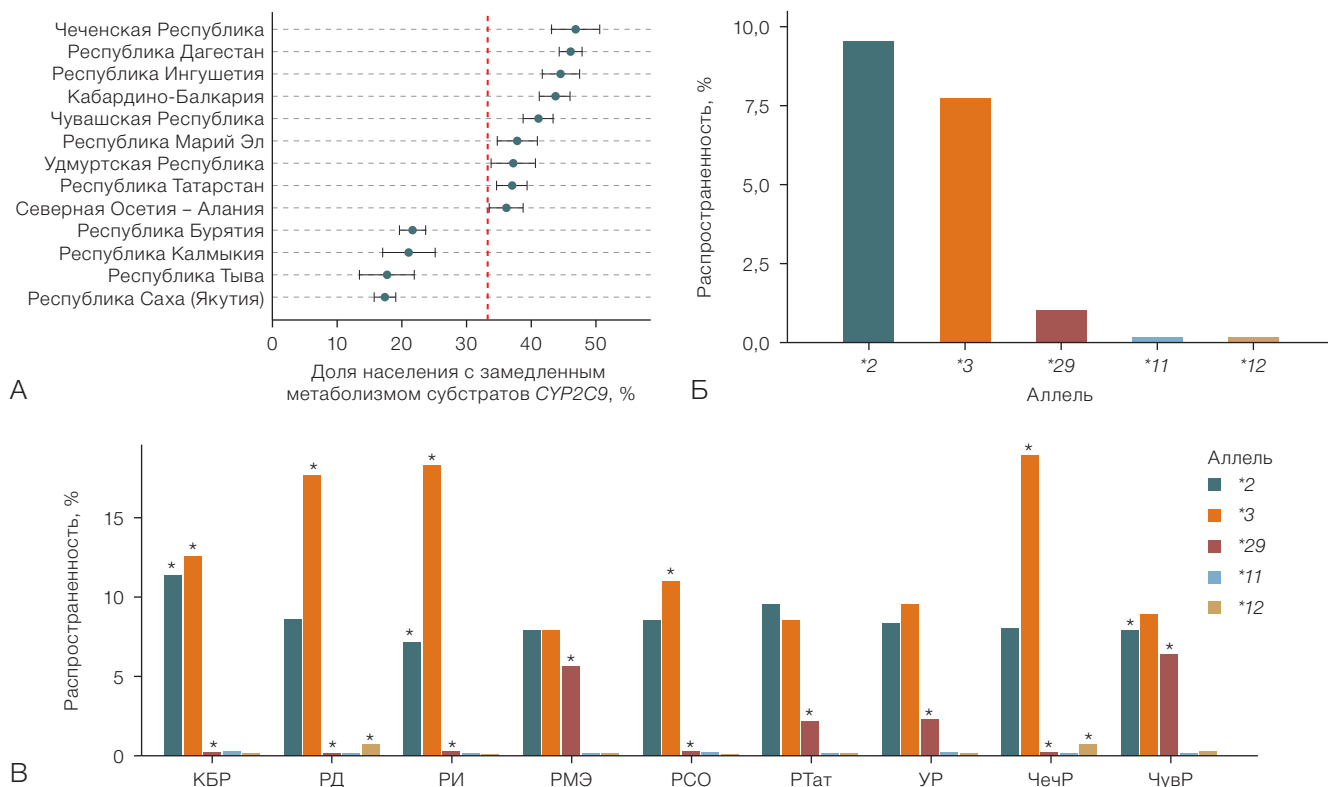 Чеченская Республика
Республика Дагестан
Республика Ингушетия
Кабардино-Балкария
Чувашская Республика
Республика Марий Эл
Удмуртская Республика
Республика Татарстан
Северная Осетия – Алания
Республика Бурятия
Республика Калмыкия
Республика Тыва
Республика Саха (Якутия)
0 10 20 30 40 50
Доля населения с замедленным
метаболизмом субстратов CYP2C9, %
А
Распространенность, %
10,0
7,5
5,0
2,5
0,0
*2 *3 *29 *11 *12
Аллель
Б
Распространенность, %
15
10
5
0
* * *
* * *
* * *
*
* *
*
*
* * *
* *
КБР РД РИ РМЭ РСО РТат УР ЧечР ЧувР
Аллель
*2
*3
*29
*11
*12
В